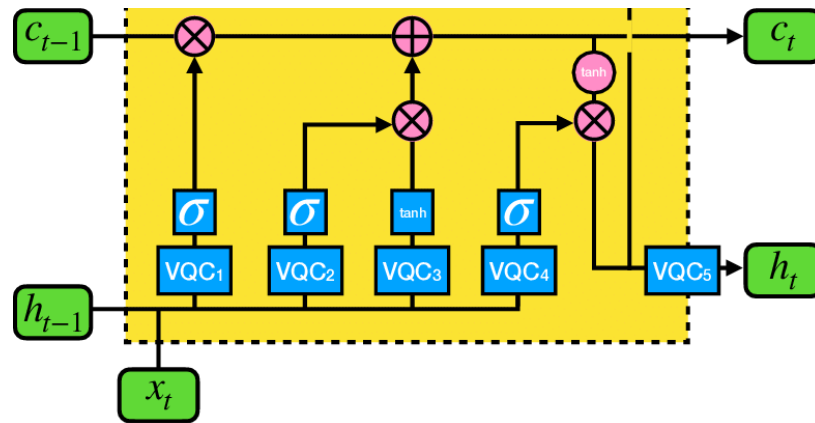 c_{t-1}
c_t
tanh
σ
σ
tanh
σ
VQC₁
VQC₂
VQC₃
VQC₄
VQC₅
h_t
h_{t-1}
x_t